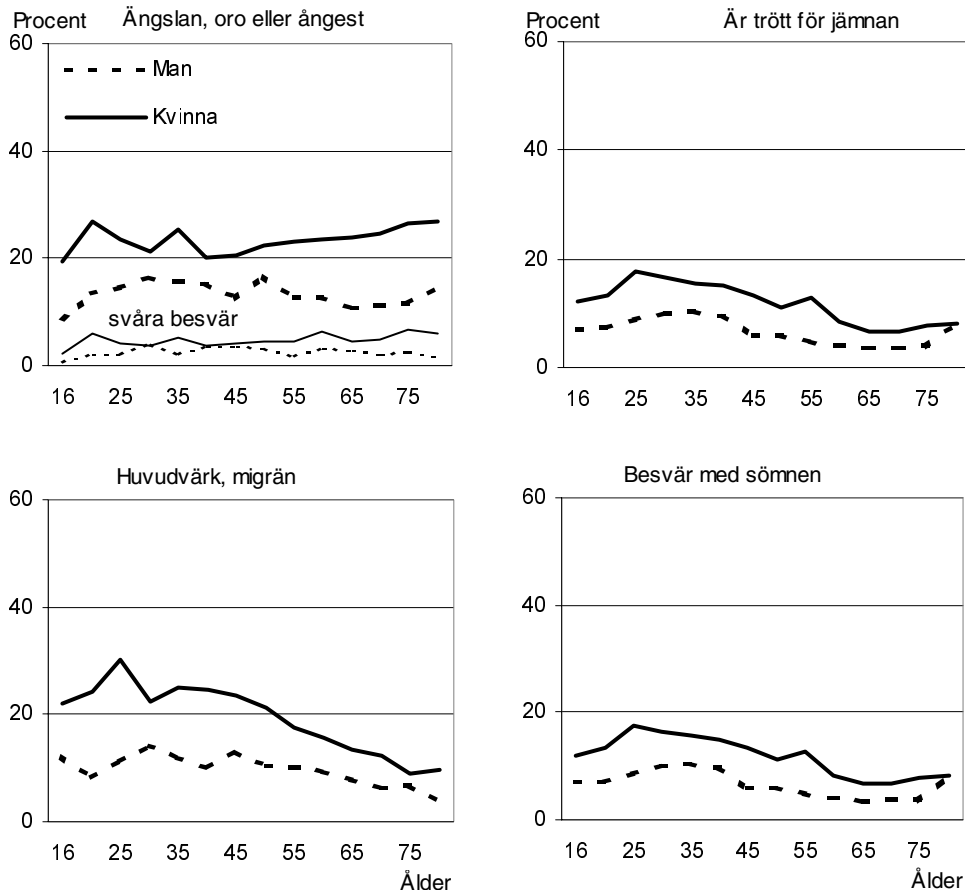 Procent
Ängslan, oro eller ångest
60
Man
Kvinna
40
20
svåra besvär
0
16 25 35 45 55 65 75
Procent
Är trött för jämnan
60
40
20
0
16 25 35 45 55 65 75
Huvudvärk, migrän
60
40
20
0
16 25 35 45 55 65 75
Ålder
Besvär med sömnen
60
40
20
0
16 25 35 45 55 65 75
Ålder